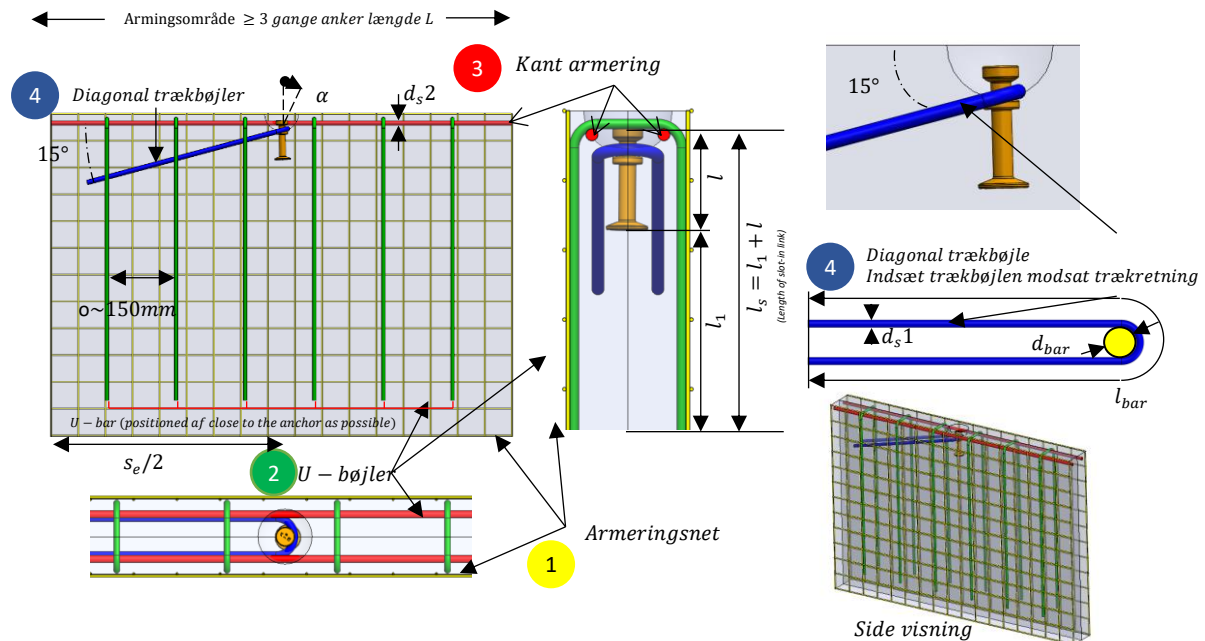 Armingsområde ≥ 3 gange anker længde L
4
Diagonal trækbøjler
α
d_s2
15°
o~150mm
U − bar (positioned af close to the anchor as possible)
s_e/2
3
Kant armering
l
l_1
l_s = l_1 + l
(Length of slot-in link)
15°
4
Diagonal trækbøjle
Indsæt trækbøjlen modsat trækretning
d_s1
d_bar
l_bar
2
U − bøjler
1
Armeringsnet
Side visning